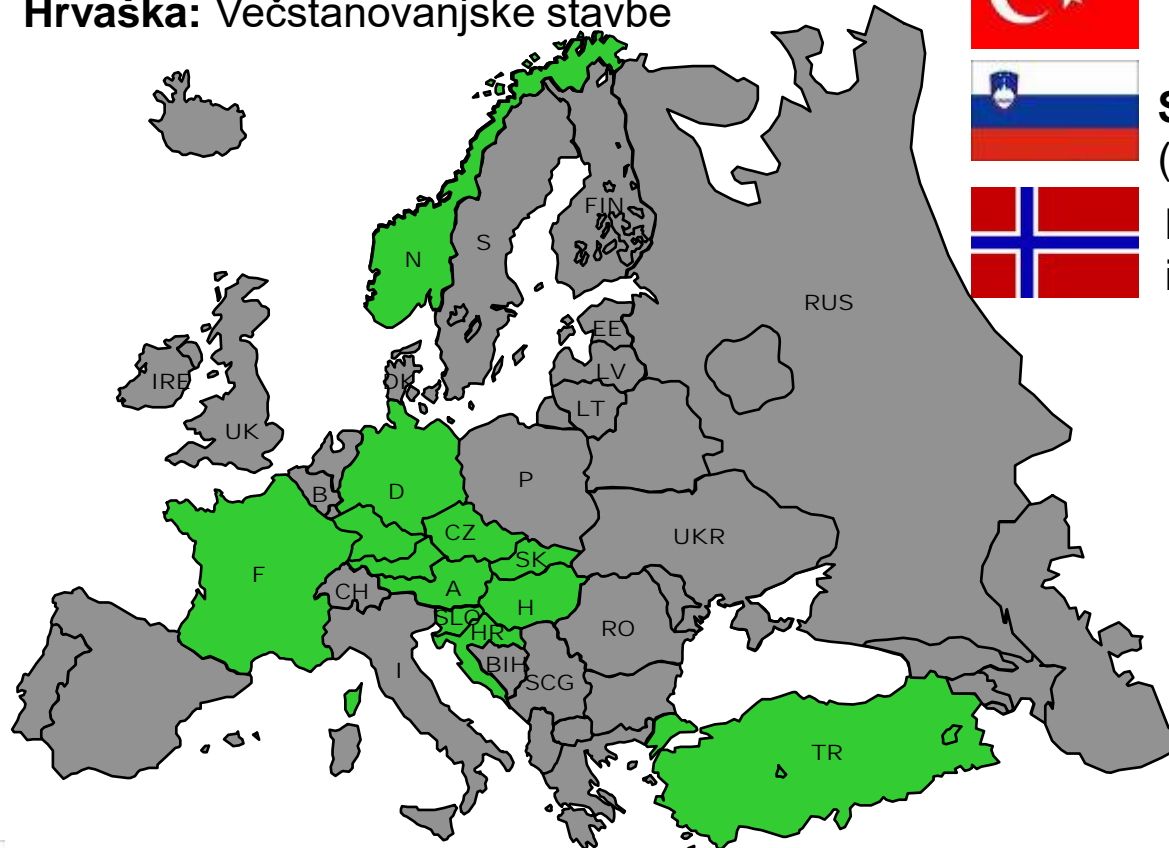 Hrvaška: Večstanovanjske stavbe
FIN
S
N
RUS
EE
IRE
DK
LV
LT
UK
P
B
D
CZ
UKR
SK
F
CH
A
H
SLO
HR
RO
BIH
I
SCG
TR
(